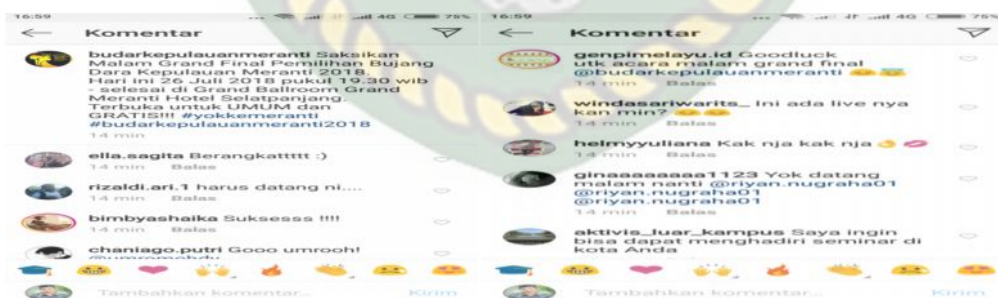 16:59
4G
75%
Komentar
budarkepulauanmeranti Saksikan
Malam Grand Final Pemilihan Bujang
Dara Kepulauan Meranti 2018.
Hari ini 26 Juli 2018 pukul 19.30 wib
- selesai di Grand Ballroom Grand
Meranti Hotel Selatpanjang.
Terbuka untuk UMUM dan
GRATIS!!! #yokkemeranti
#budarkepulauanmeranti2018
14 min
ella.sagita Berangkattttt :)
14 min Balas
rizaldi.ari.1 harus datang ni....
14 min Balas
bimbyashaika Suksesss !!!!
14 min Balas
chaniago.putri Gooo umrooh!
Tambahkan komentar... Kirim
16:59
4G
75%
Komentar
genpimelayu.id Goodluck
utk acara malam grand final
@budarkepulauanmeranti
14 min Balas
windasariwarits_ Ini ada live nya
kan min?
14 min Balas
helmyyuliana Kak nja kak nja
14 min Balas
ginaaaaaaaa1123 Yok datang
malam nanti @riyan.nugraha01
@riyan.nugraha01
@riyan.nugraha01
14 min Balas
aktivis_luar_kampus Saya ingin
bisa dapat menghadiri seminar di
kota Anda
Tambahkan komentar... Kirim